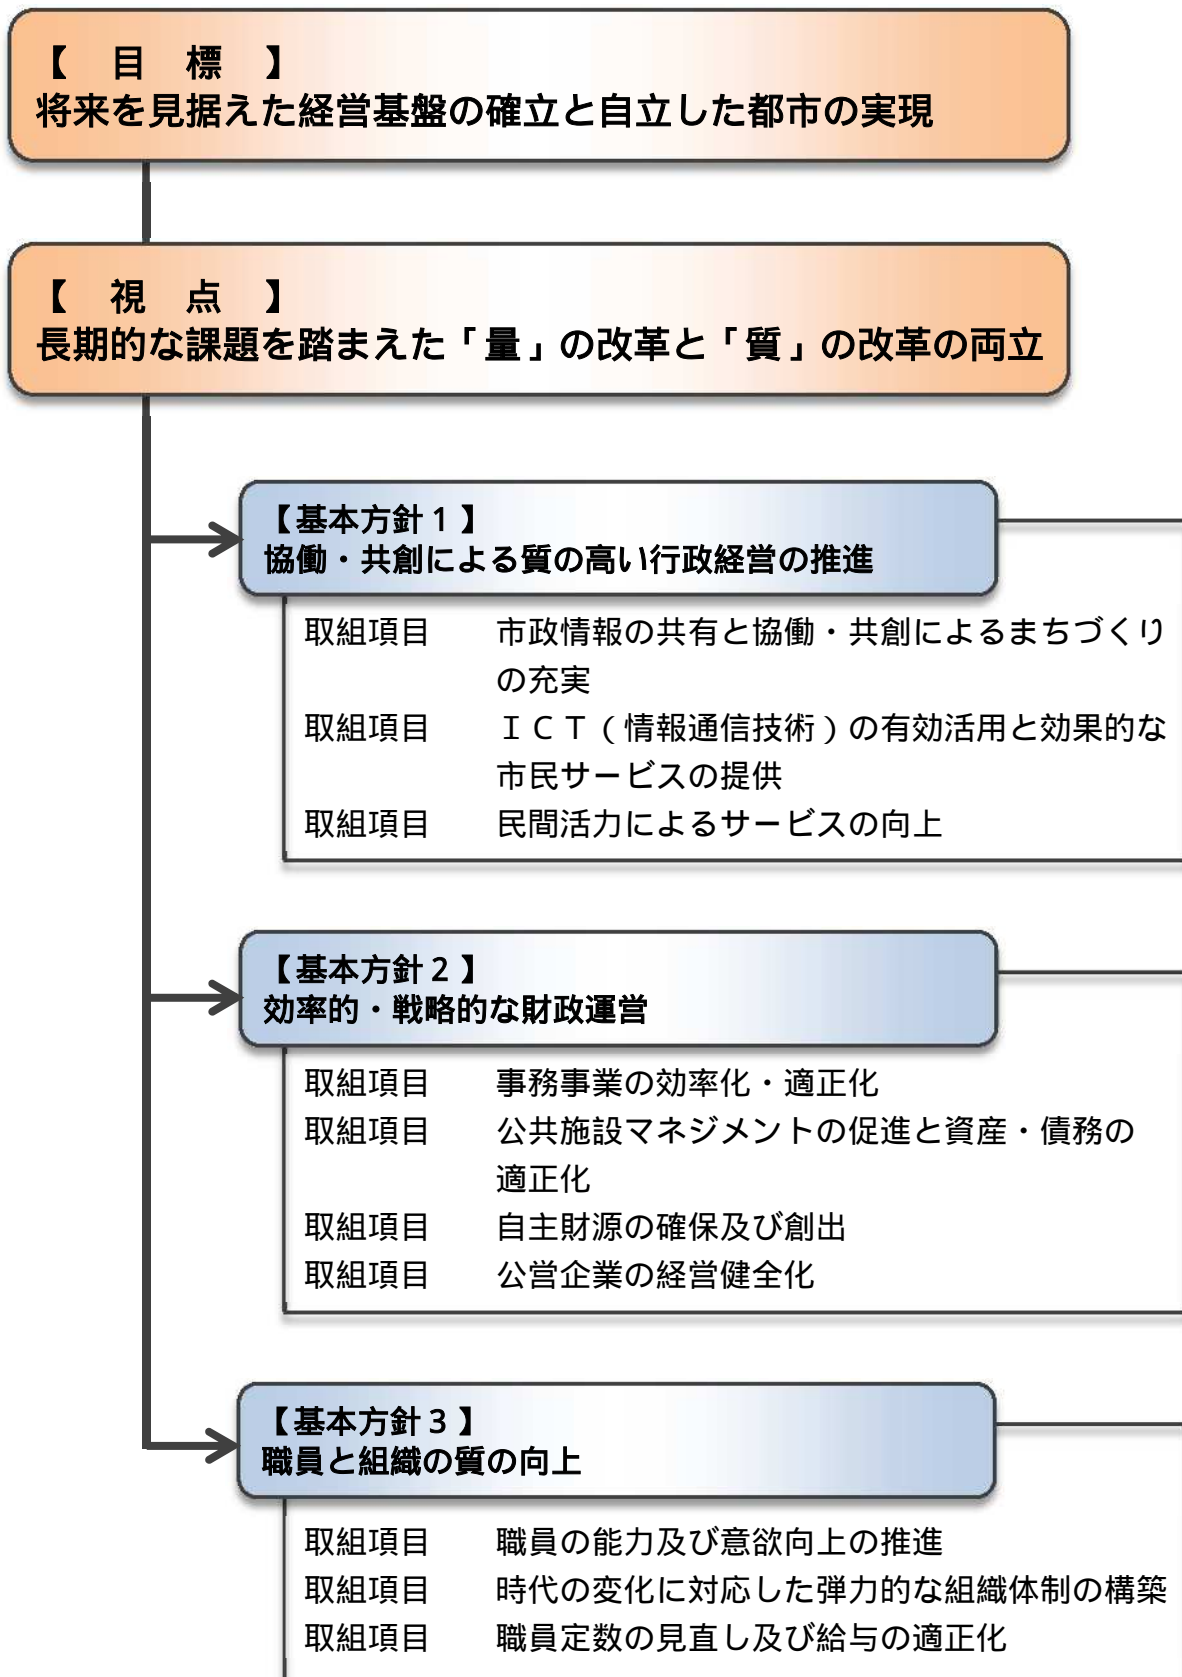 【　目　標　】
将来を見据えた経営基盤の確立と自立した都市の実現
【　視　点　】
長期的な課題を踏まえた「量」の改革と「質」の改革の両立
【基本方針１】
協働・共創による質の高い行政経営の推進
取組項目　　市政情報の共有と協働・共創によるまちづくり
の充実
取組項目　　ＩＣＴ（情報通信技術）の有効活用と効果的な
市民サービスの提供
取組項目　　民間活力によるサービスの向上
【基本方針２】
効率的・戦略的な財政運営
取組項目　　事務事業の効率化・適正化
取組項目　　公共施設マネジメントの促進と資産・債務の
適正化
取組項目　　自主財源の確保及び創出
取組項目　　公営企業の経営健全化
【基本方針３】
職員と組織の質の向上
取組項目　　職員の能力及び意欲向上の推進
取組項目　　時代の変化に対応した弾力的な組織体制の構築
取組項目　　職員定数の見直し及び給与の適正化